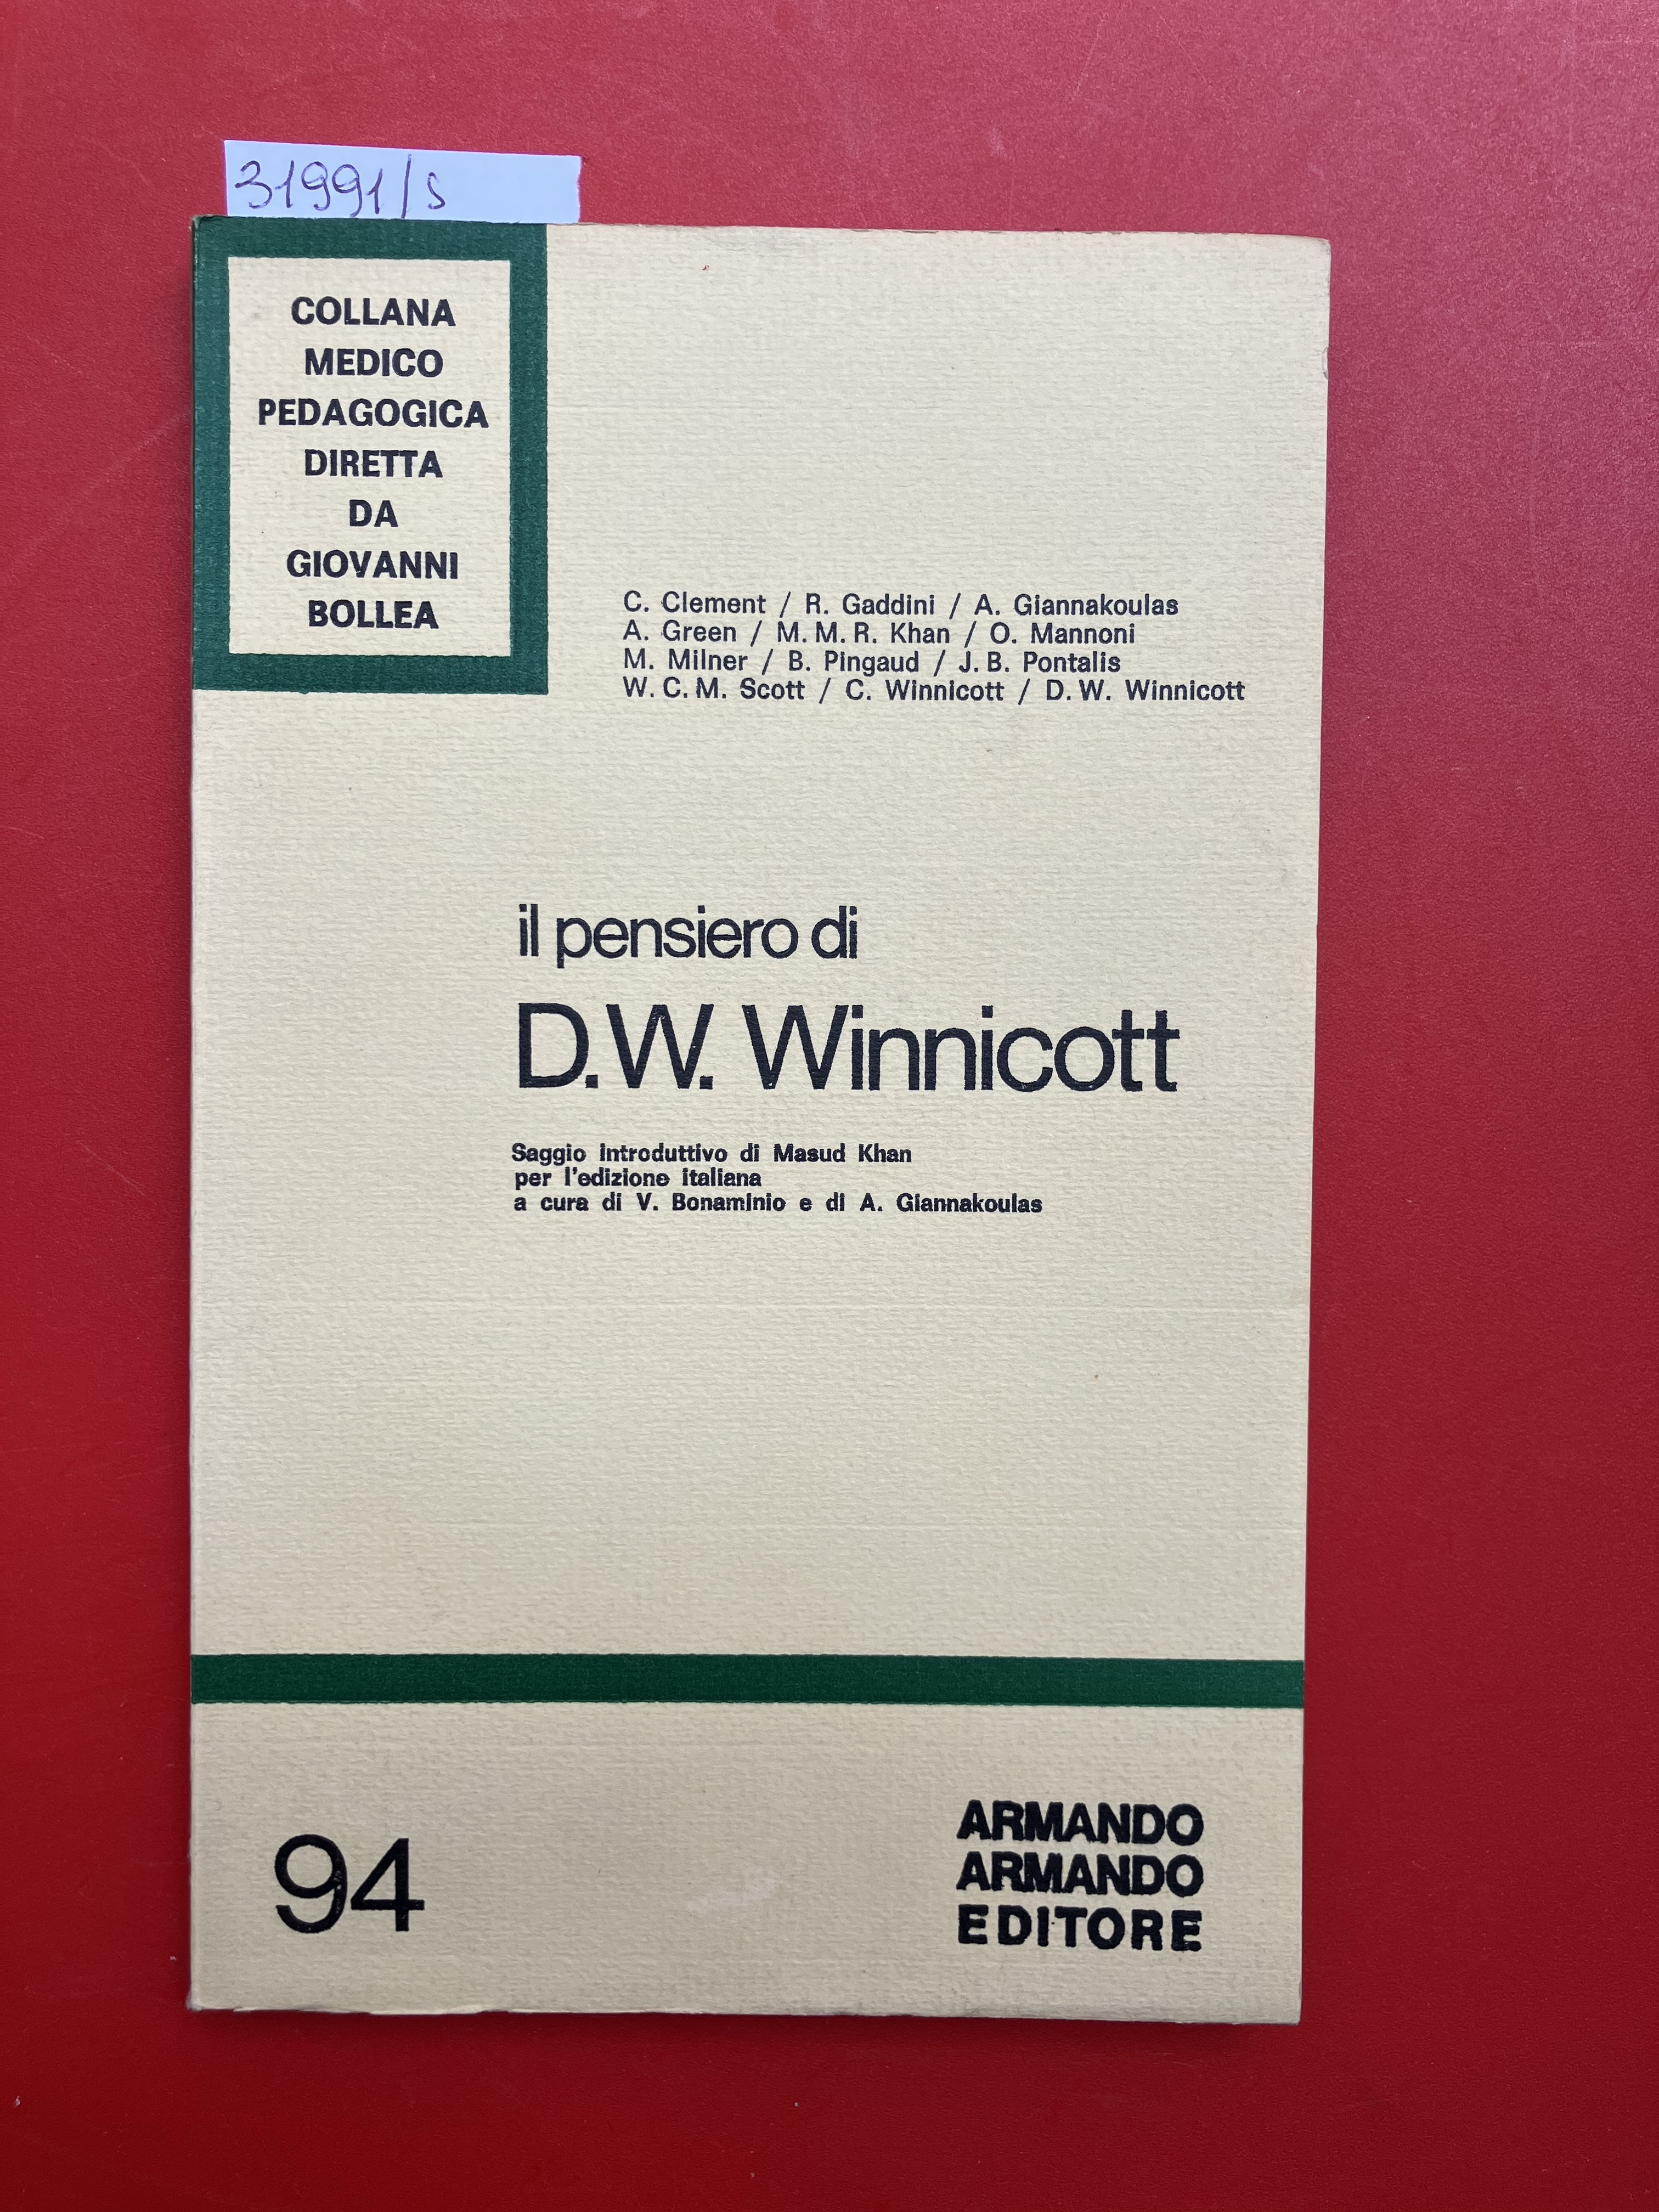 31991/s
COLLANA
MEDICO
PEDAGOGICA
DIRETTA
DA
GIOVANNI
BOLLEA
C. Clement / R. Gaddini / A. Giannakoulas
A. Green / M. M. R. Khan / O. Mannoni
M. Milner / B. Pingaud / J. B. Pontalis
W. C. M. Scott / C. Winnicott / D. W. Winnicott
il pensiero di
D.W. Winnicott
Saggio introduttivo di Masud Khan
per l'edizione italiana
a cura di V. Bonaminio e di A. Giannakoulas
94
ARMANDO
ARMANDO
EDITORE